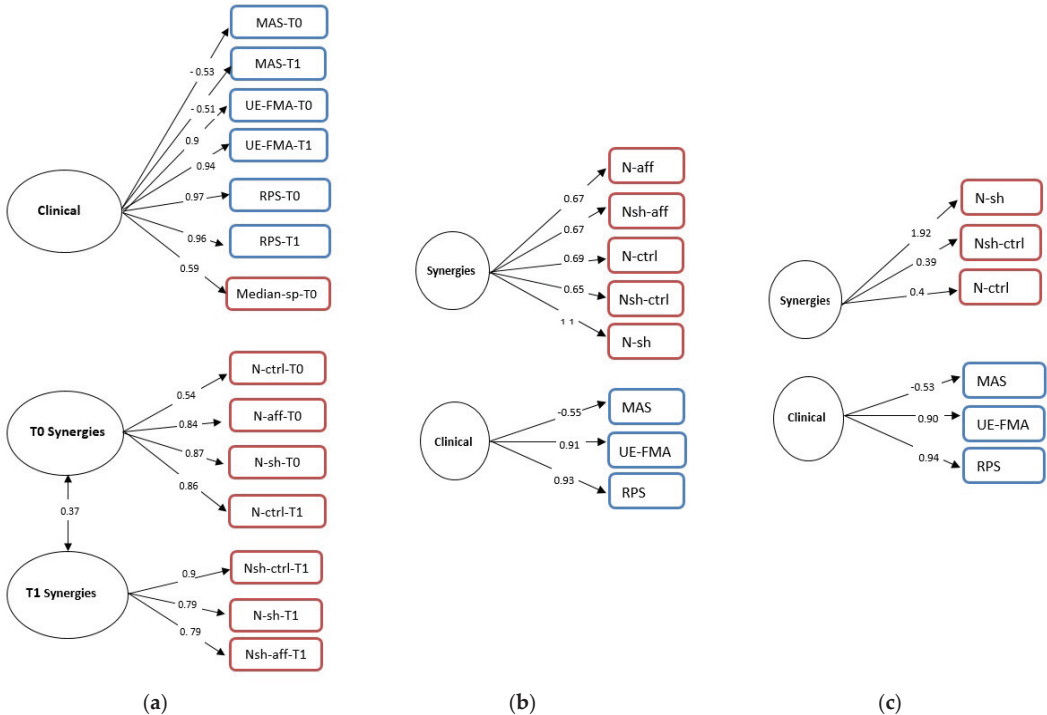 MAS-T0
- 0.53
MAS-T1
- 0.51
UE-FMA-T0
0.9
UE-FMA-T1
0.94
Clinical
0.97
RPS-T0
0.96
RPS-T1
0.59
Median-sp-T0
N-ctrl-T0
0.54
N-aff-T0
T0 Synergies
0.84
N-sh-T0
0.87
0.86
N-ctrl-T1
0.37
Nsh-ctrl-T1
0.9
T1 Synergies
0.79
N-sh-T1
0. 79
Nsh-aff-T1
(a)
N-aff
0.67
Nsh-aff
0.67
N-ctrl
Synergies
0.69
0.65
Nsh-ctrl
1.1
N-sh
MAS
-0.55
Clinical
0.91
UE-FMA
0.93
RPS
(b)
N-sh
1.92
Nsh-ctrl
0.39
Synergies
0.4
N-ctrl
MAS
-0.53
Clinical
0.90
UE-FMA
0.94
RPS
(c)